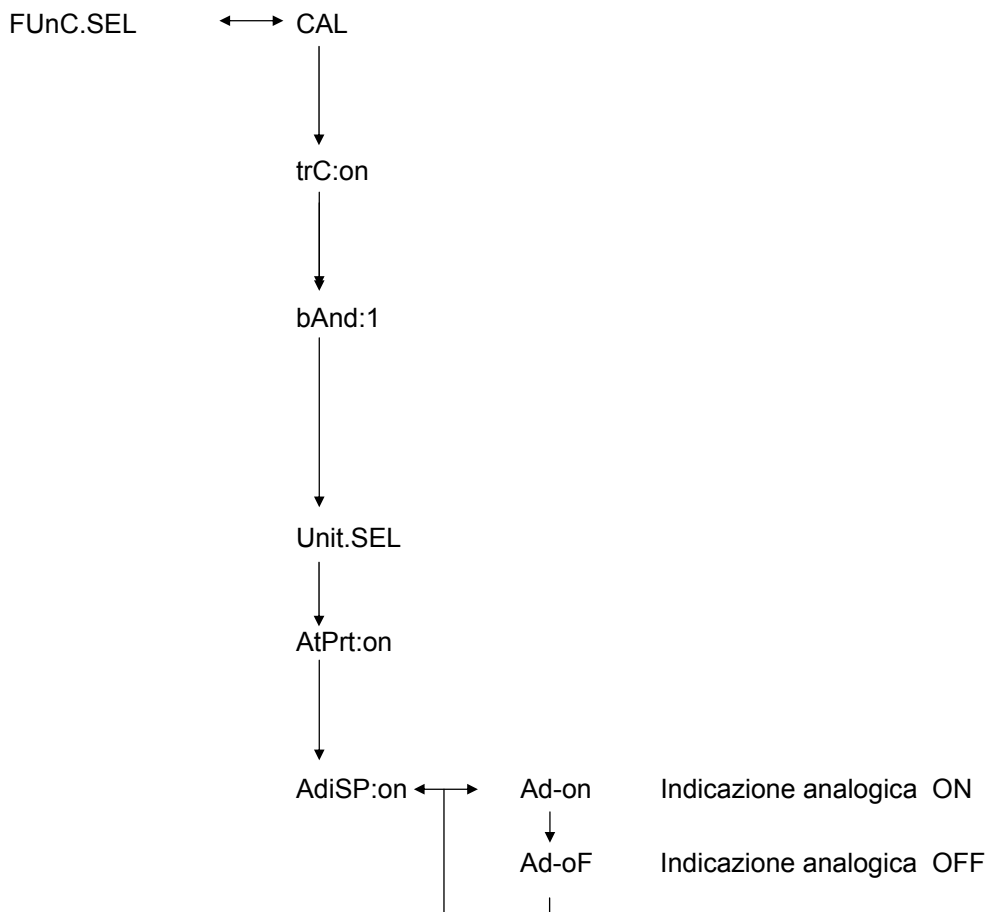 FUnC.SEL CAL
trC:on
bAnd:1
Unit.SEL
AtPrt:on
AdiSP:on Ad-on Indicazione analogica ON
Ad-oF Indicazione analogica OFF